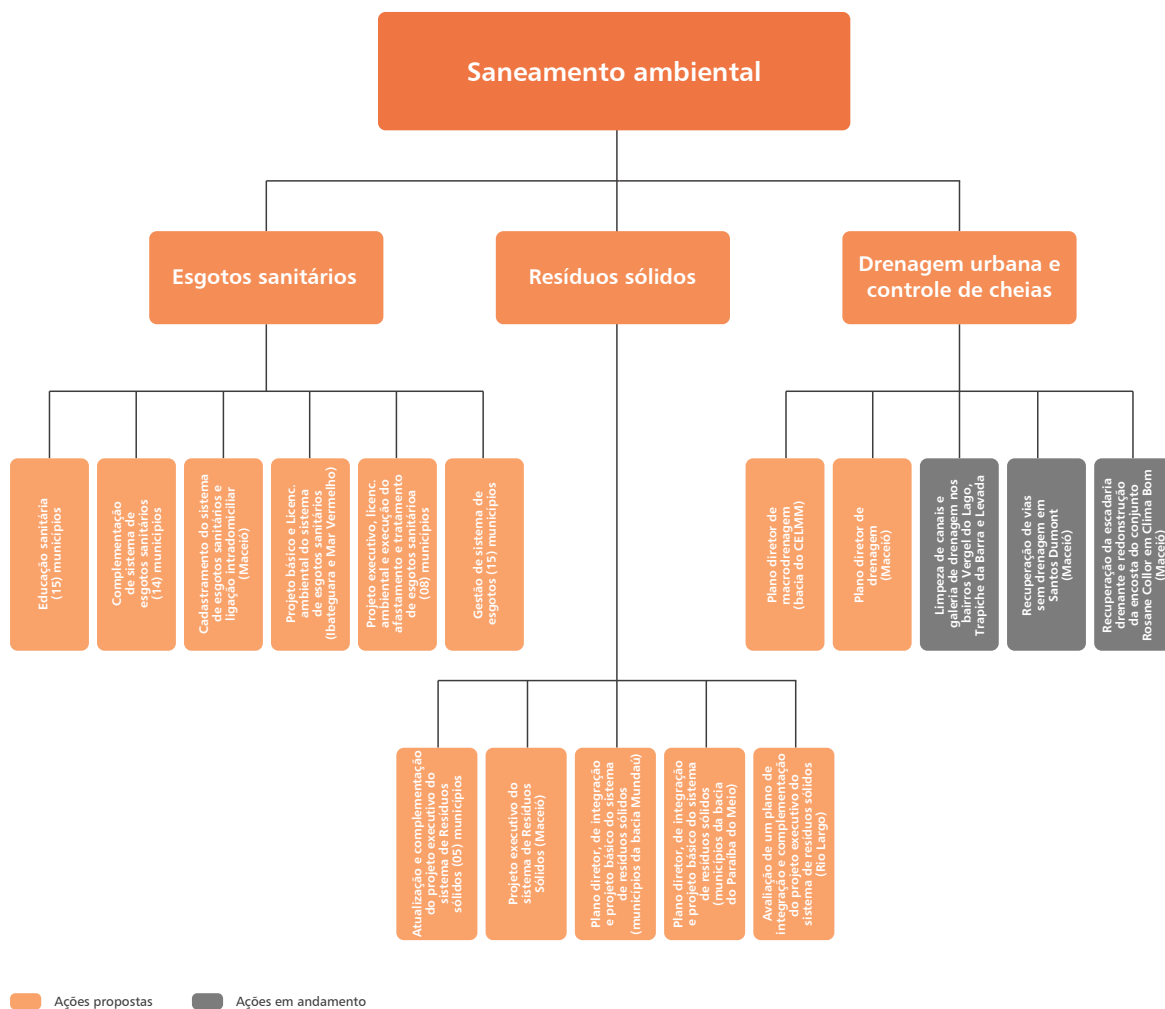 Saneamento ambiental
Esgotos sanitários
Resíduos sólidos
Drenagem urbana e
controle de cheias
Educação sanitária
(15) municípios
Complementação
de sistema de
esgotos sanitários
(14) municípios
Cadastramento do sistema
de esgotos sanitários e
ligação intradomiciliar
(Maceió)
Projeto básico e Licenc.
ambiental do sistema
de esgotos sanitários
(Ibateguara e Mar Vermelho)
Projeto executivo, licenc.
ambiental e execução do
afastamento e tratamento
de esgotos sanitárioa
(08) municípios
Gestão de sistema de
esgotos (15) municípios
Plano diretor de
macrodrenagem
(bacia do CELMM)
Plano diretor de
drenagem
(Maceió)
Limpeza de canais e
galeria de drenagem nos
bairros Vergel do Lago,
Trapiche da Barra e Levada
Recuperação de vias
sem drenagem em
Santos Dumont
(Maceió)
Recuperação da escadaria
drenante e redonstrução
da encosta do conjunto
Rosane Collor em Clima Bom
(Maceió)
Atualização e complementação
do projeto executivo do
sistema de Resíduos
sólidos (05) municípios
Projeto executivo do
sistema de Resíduos
Sólidos (Maceió)
Plano diretor, de integração
e projeto básico do sistema
de resíduos sólidos
(municípios da bacia Mundaú)
Plano diretor, de integração
e projeto básico do sistema
de resíduos sólidos
(municípios da bacia
do Paraíba do Meio)
Avaliação de um plano de
integração e complementação
do projeto executivo do
sistema de resíduos sólidos
(Rio Largo)
Ações propostas
Ações em andamento